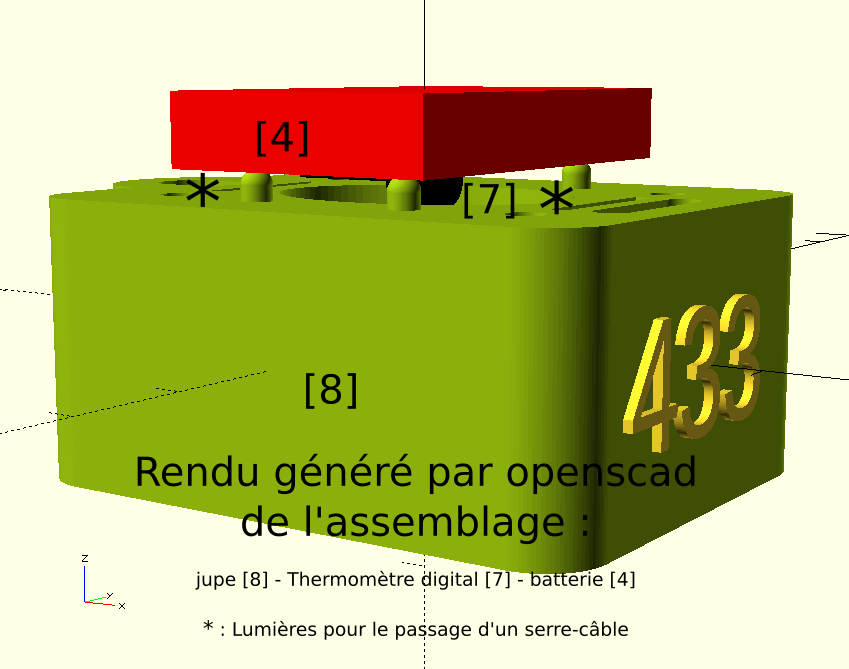 [4]
* [7] *
433
[8]
Rendu généré par openscad
de l'assemblage :
z
y
x
jupe [8] - Thermomètre digital [7] - batterie [4]
* : Lumières pour le passage d'un serre-câble